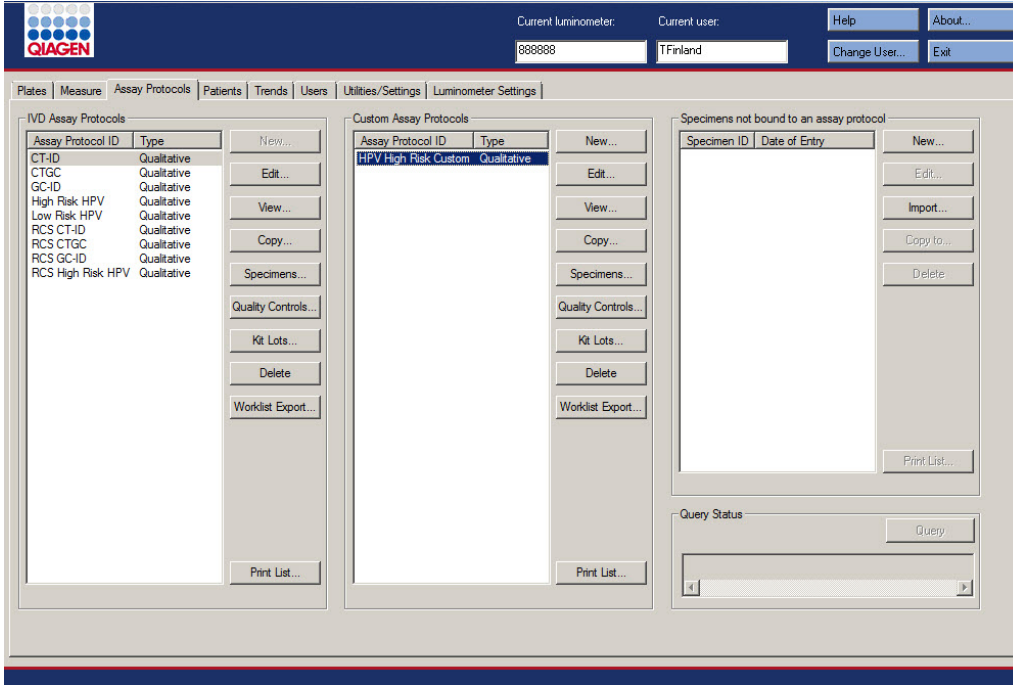 QIAGEN
Current luminometer:
888888
Current user:
TFinland
Help
About...
Change User...
Exit
Plates
Measure
Assay Protocols
Patients
Trends
Users
Utilities/Settings
Luminometer Settings
IVD Assay Protocols
Assay Protocol ID Type
CT-ID Qualitative
CTGC Qualitative
GC-ID Qualitative
High Risk HPV Qualitative
Low Risk HPV Qualitative
RCS CT-ID Qualitative
RCS CTGC Qualitative
RCS GC-ID Qualitative
RCS High Risk HPV Qualitative
New...
Edit...
View...
Copy...
Specimens...
Quality Controls...
Kit Lots...
Delete
Worklist Export...
Print List...
Custom Assay Protocols
Assay Protocol ID Type
HPV High Risk Custom Qualitative
New...
Edit...
View...
Copy...
Specimens...
Quality Controls...
Kit Lots...
Delete
Worklist Export...
Print List...
Specimens not bound to an assay protocol
Specimen ID Date of Entry
New...
Edit...
Import...
Copy to...
Delete
Print List...
Query Status
Query